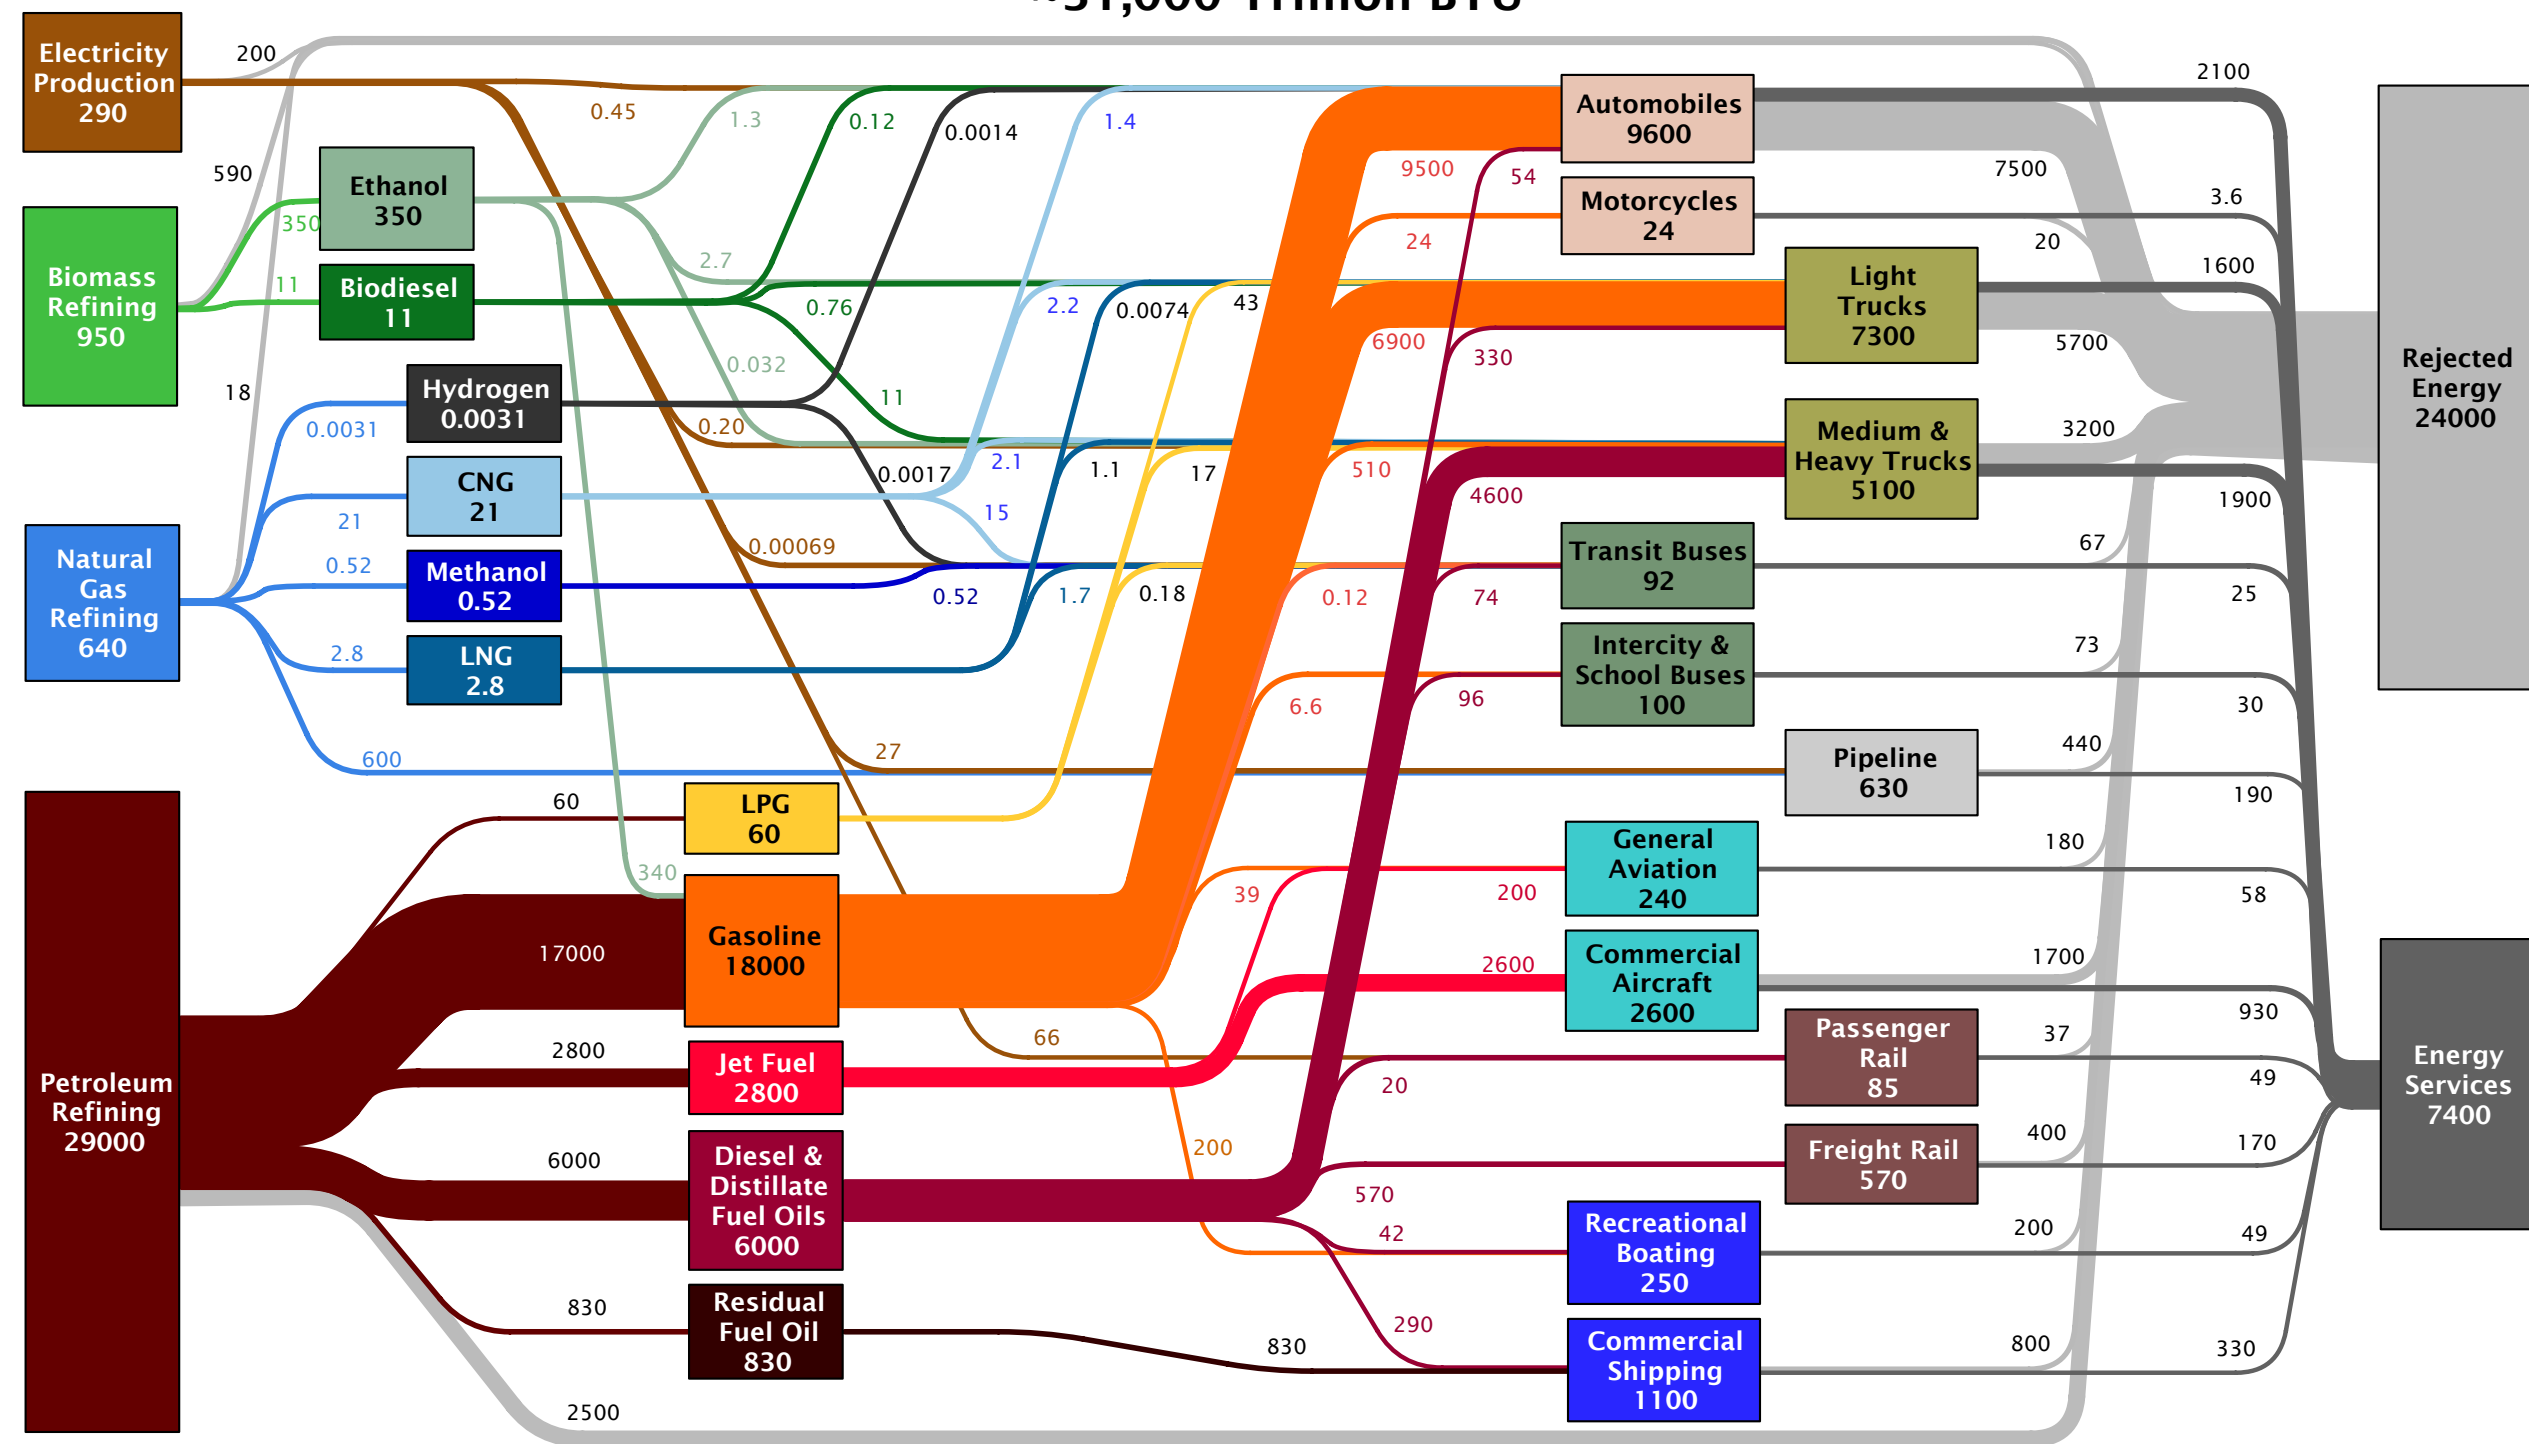 ≈31,000 Trillion BTU
Electricity
Production
290
Biomass
Refining
950
Natural
Gas
Refining
640
Petroleum
Refining
29000
200
590
18
350
11
0.0031
21
0.52
2.8
600
60
17000
2800
6000
830
2500
Ethanol
350
Biodiesel
11
Hydrogen
0.0031
CNG
21
Methanol
0.52
LNG
2.8
LPG
60
Gasoline
18000
Jet Fuel
2800
Diesel &
Distillate
Fuel Oils
6000
Residual
Fuel Oil
830
0.45
1.3
0.12
0.0014
1.4
2.7
0.76
2.2
0.0074
43
0.032
11
0.20
0.0017
2.1
1.1
17
15
0.00069
0.52
1.7
0.18
27
340
66
9500
54
24
6900
330
510
4600
0.12
74
6.6
96
39
200
2600
20
200
570
42
290
830
Automobiles
9600
Motorcycles
24
Light
Trucks
7300
Medium &
Heavy Trucks
5100
Transit Buses
92
Intercity &
School Buses
100
Pipeline
630
General
Aviation
240
Commercial
Aircraft
2600
Passenger
Rail
85
Freight Rail
570
Recreational
Boating
250
Commercial
Shipping
1100
2100
7500
3.6
20
1600
5700
3200
1900
67
25
73
30
440
190
180
58
1700
930
37
49
400
170
200
49
800
330
Rejected
Energy
24000
Energy
Services
7400